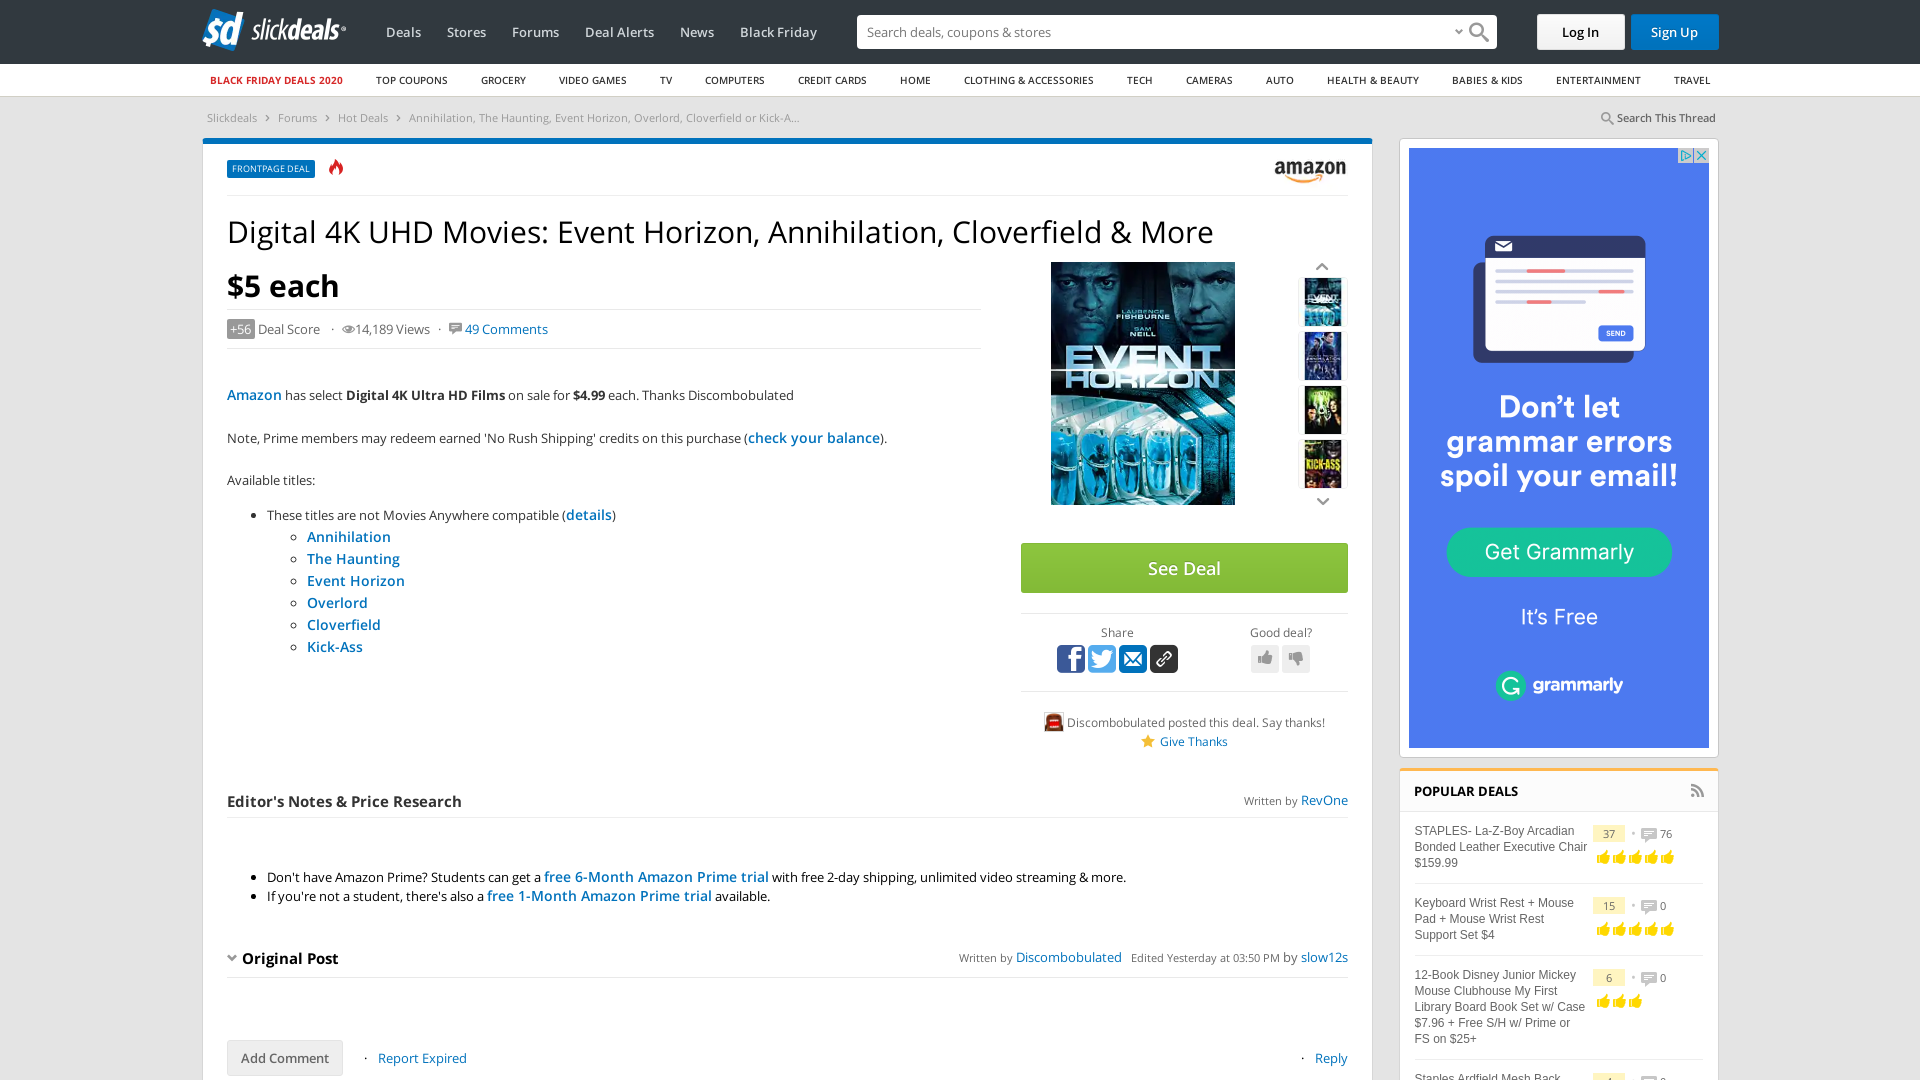 slickdeals
Deals
Stores
Forums
Deal Alerts
News
Black Friday
Search deals, coupons & stores
Log In
Sign Up
BLACK FRIDAY DEALS 2020
TOP COUPONS
GROCERY
VIDEO GAMES
TV
COMPUTERS
CREDIT CARDS
HOME
CLOTHING & ACCESSORIES
TECH
CAMERAS
AUTO
HEALTH & BEAUTY
BABIES & KIDS
ENTERTAINMENT
TRAVEL
Slickdeals › Forums › Hot Deals › Annihilation, The Haunting, Event Horizon, Overlord, Cloverfield or Kick-A...
Search This Thread
FRONTPAGE DEAL
amazon
Digital 4K UHD Movies: Event Horizon, Annihilation, Cloverfield & More
$5 each
+56 Deal Score · 14,189 Views · 49 Comments
Amazon has select Digital 4K Ultra HD Films on sale for $4.99 each. Thanks Discombobulated
Note, Prime members may redeem earned 'No Rush Shipping' credits on this purchase (check your balance).
Available titles:
These titles are not Movies Anywhere compatible (details)
Annihilation
The Haunting
Event Horizon
Overlord
Cloverfield
Kick-Ass
LAURENCE
FISHBURNE
SAM
NEILL
EVENT
HORIZON
KICK-ASS
See Deal
Share
Good deal?
Discombobulated posted this deal. Say thanks!
Give Thanks
Editor's Notes & Price Research
Written by RevOne
Don't have Amazon Prime? Students can get a free 6-Month Amazon Prime trial with free 2-day shipping, unlimited video streaming & more.
If you're not a student, there's also a free 1-Month Amazon Prime trial available.
Original Post
Written by Discombobulated Edited Yesterday at 03:50 PM by slow12s
Add Comment
· Report Expired
· Reply
SEND
Don't let
grammar errors
spoil your email!
Get Grammarly
It's Free
grammarly
POPULAR DEALS
STAPLES- La-Z-Boy Arcadian
Bonded Leather Executive Chair
$159.99
37 • 76
Keyboard Wrist Rest + Mouse
Pad + Mouse Wrist Rest
Support Set $4
15 • 0
12-Book Disney Junior Mickey
Mouse Clubhouse My First
Library Board Book Set w/ Case
$7.96 + Free S/H w/ Prime or
FS on $25+
6 • 0
Staples Ardfield Mesh Back